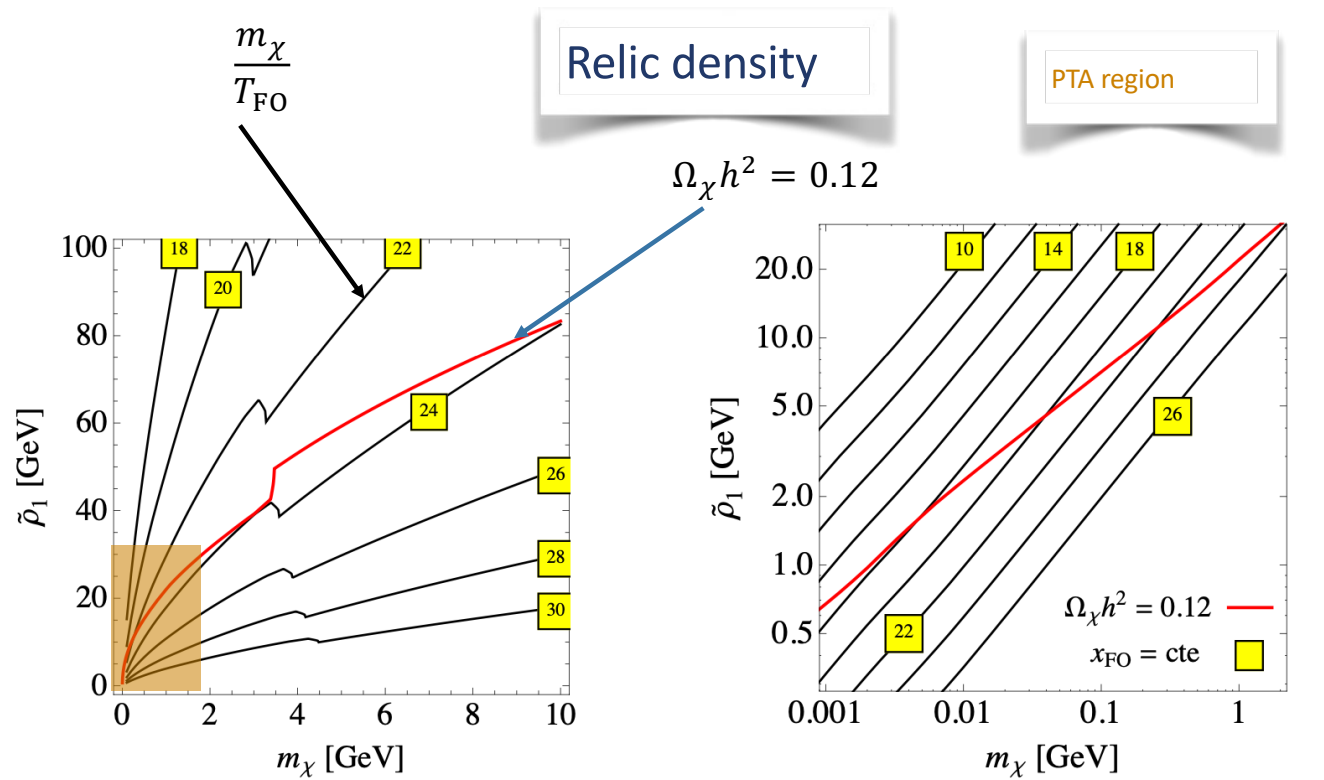 m_χ
T_FO
Relic density
PTA region
Ω_χh² = 0.12
100
80
60
40
20
0
ρ̃₁ [GeV]
18
20
22
24
26
28
30
0 2 4 6 8 10
m_χ [GeV]
20.0
10.0
5.0
2.0
1.0
0.5
ρ̃₁ [GeV]
10 14 18
26
22
Ω_χh² = 0.12
x_FO = cte
0.001 0.01 0.1 1
m_χ [GeV]